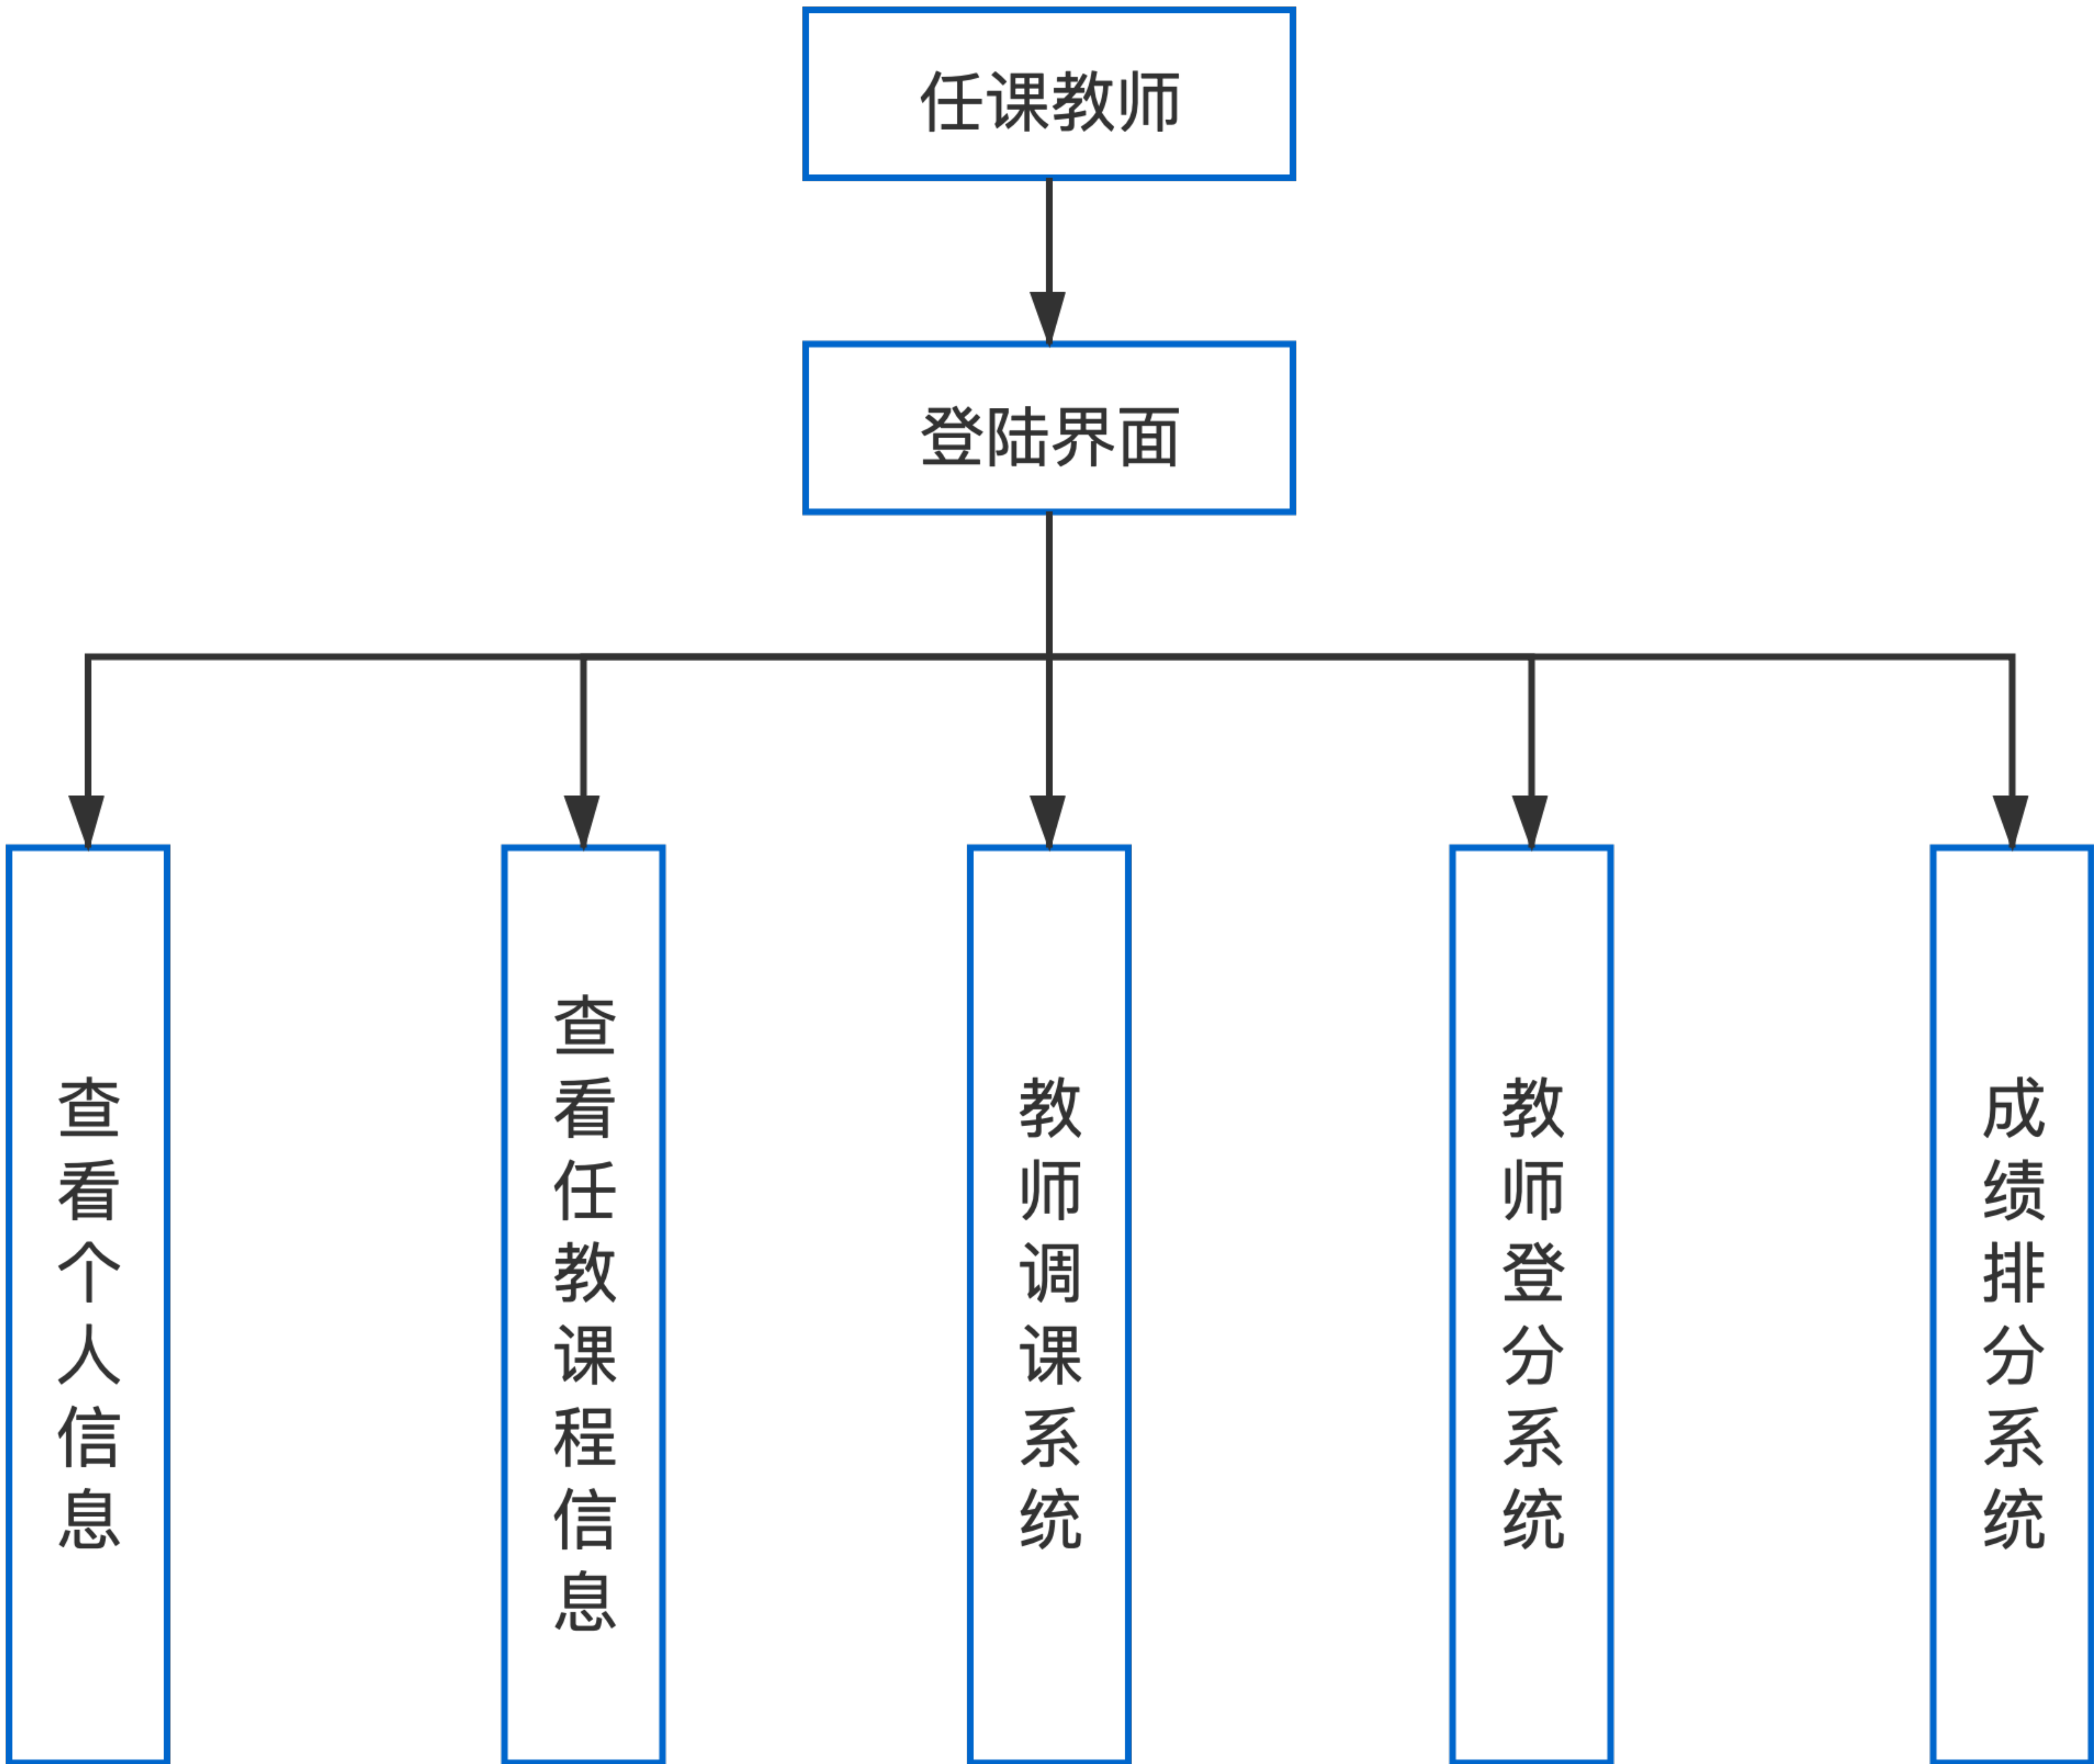 任课教师
登陆界面
查看个人信息
查看任教课程信息
教师调课系统
教师登分系统
成绩排分系统